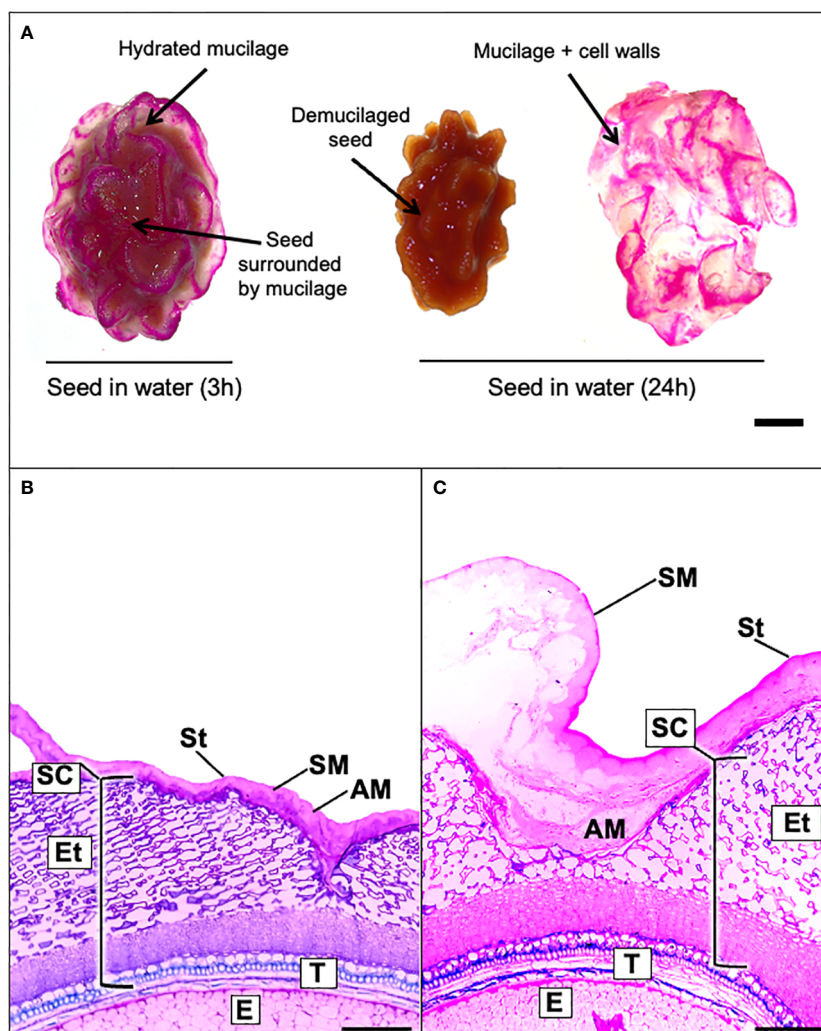 A
Hydrated mucilage
Mucilage + cell walls
Demucilaged
seed
Seed
surrounded
by mucilage
Seed in water (3h)
Seed in water (24h)
B
St
SM
AM
SC
Et
T
E
C
SM
St
SC
AM
Et
T
E